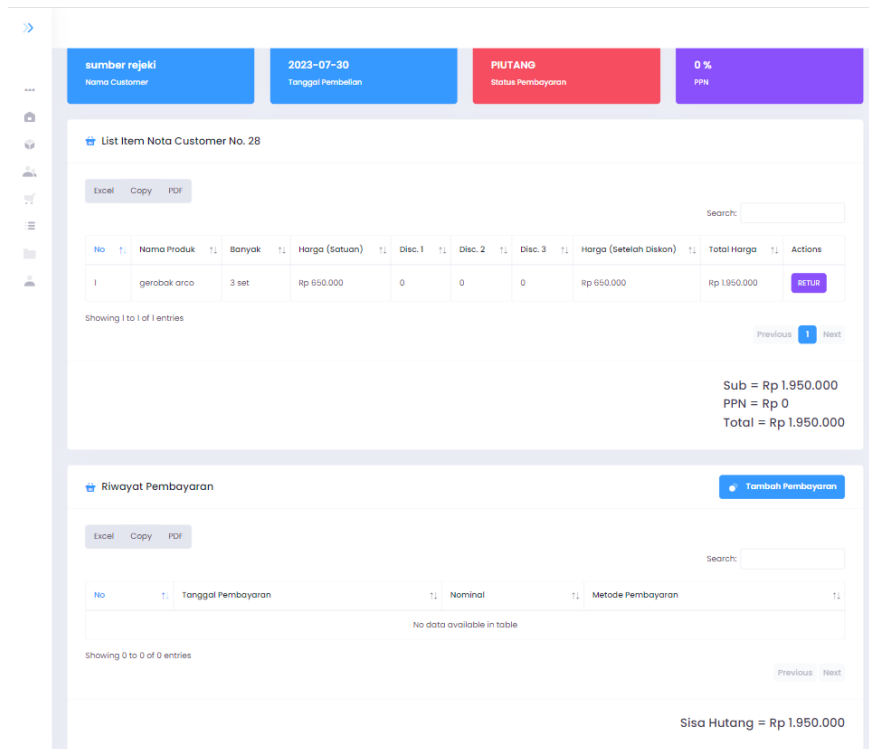 sumber rejeki 2023-07-30 PIUTANG 0 %
Nama Customer Tanggal Pembelian Status Pembayaran PPN
List Item Nota Customer No. 28
Excel Copy PDF
Search:
No Nama Produk Banyak Harga (Satuan) Disc. 1 Disc. 2 Disc. 3 Harga (Setelah Diskon) Total Harga Actions
1 gerobak arco 3 set Rp 650.000 0 0 0 Rp 650.000 Rp 1.950.000 RETUR
Showing 1 to 1 of 1 entries
Previous 1 Next
Sub = Rp 1.950.000
PPN = Rp 0
Total = Rp 1.950.000
Riwayat Pembayaran Tambah Pembayaran
Excel Copy PDF
Search:
No Tanggal Pembayaran Nominal Metode Pembayaran
No data available in table
Showing 0 to 0 of 0 entries
Previous Next
Sisa Hutang = Rp 1.950.000